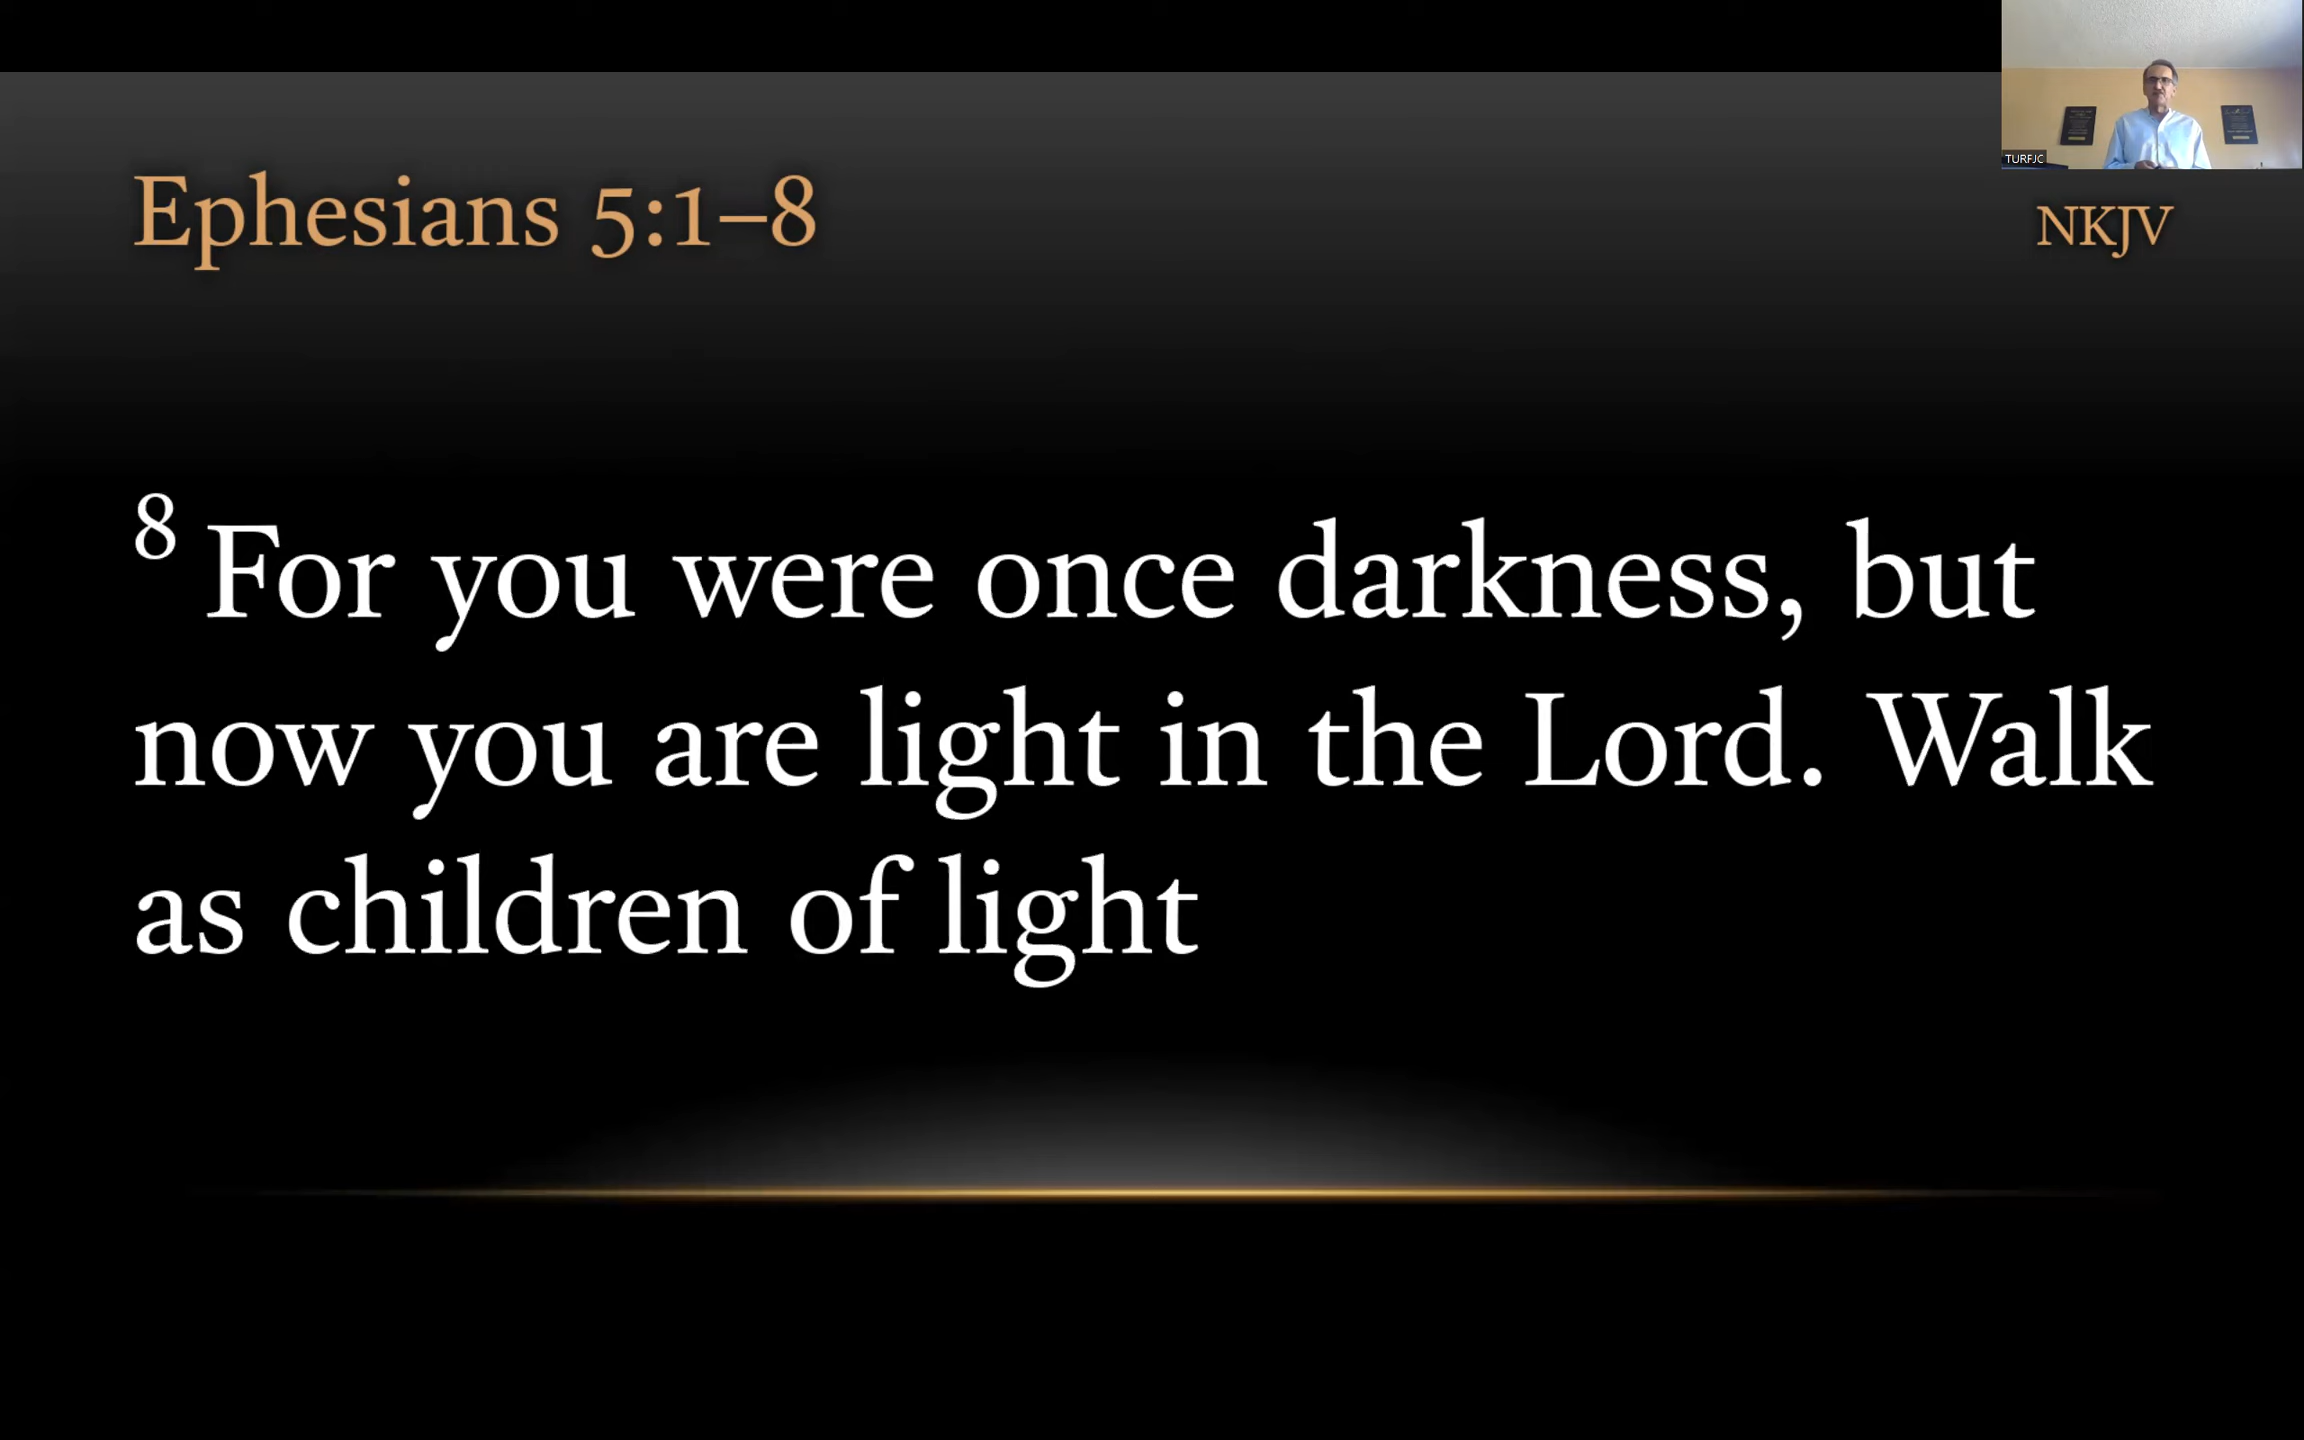 TURFJC
Ephesians 5:1–8
NKJV
8 For you were once darkness, but
now you are light in the Lord. Walk
as children of light